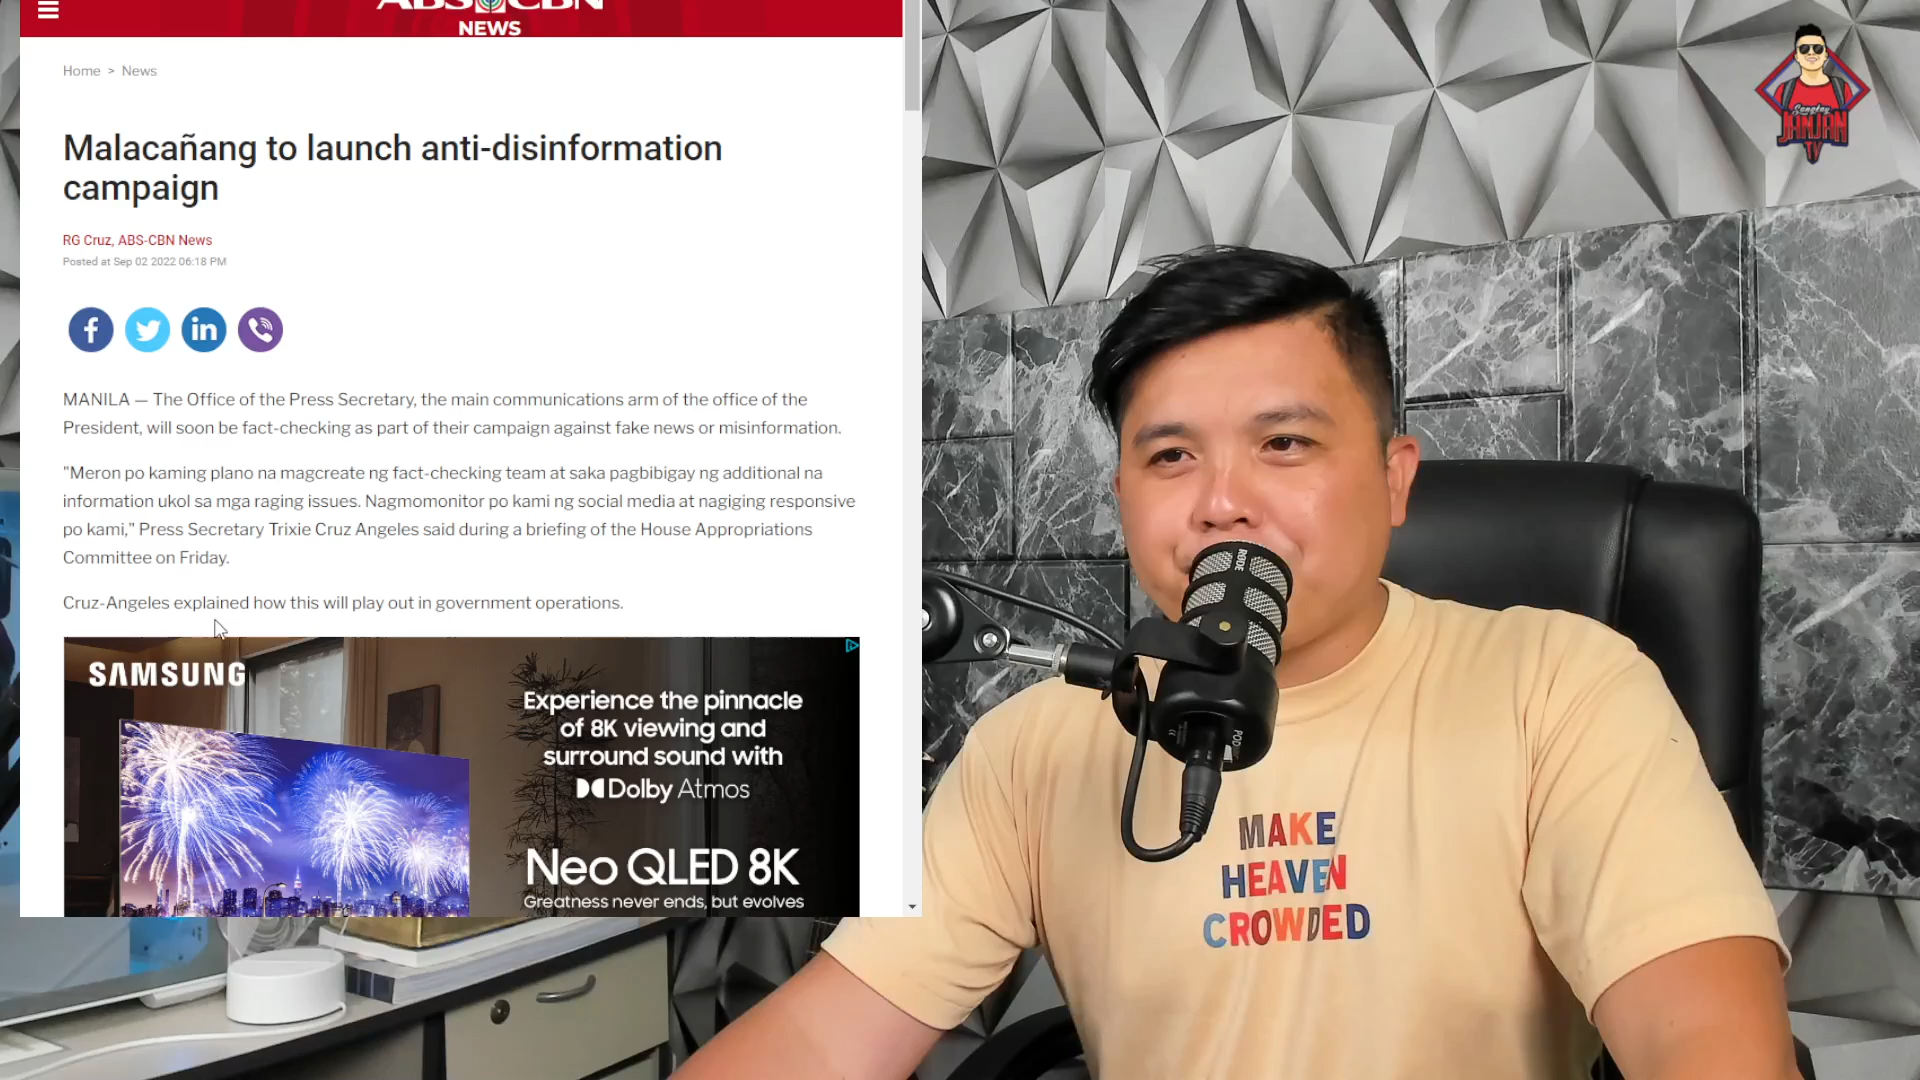 ABS-CBN
NEWS
Home > News
Malacañang to launch anti-disinformation
campaign
RG Cruz, ABS-CBN News
Posted at Sep 02 2022 06:18 PM
MANILA — The Office of the Press Secretary, the main communications arm of the office of the
President, will soon be fact-checking as part of their campaign against fake news or misinformation.
"Meron po kaming plano na magcreate ng fact-checking team at saka pagbibigay ng additional na
information ukol sa mga raging issues. Nagmomonitor po kami ng social media at nagiging responsive
po kami," Press Secretary Trixie Cruz Angeles said during a briefing of the House Appropriations
Committee on Friday.
Cruz-Angeles explained how this will play out in government operations.
SAMSUNG
Experience the pinnacle
of 8K viewing and
surround sound with
Dolby Atmos
Neo QLED 8K
Greatness never ends, but evolves
Sangkay
JANJAN
TV
RØDE
POD
MAKE
HEAVEN
CROWDED